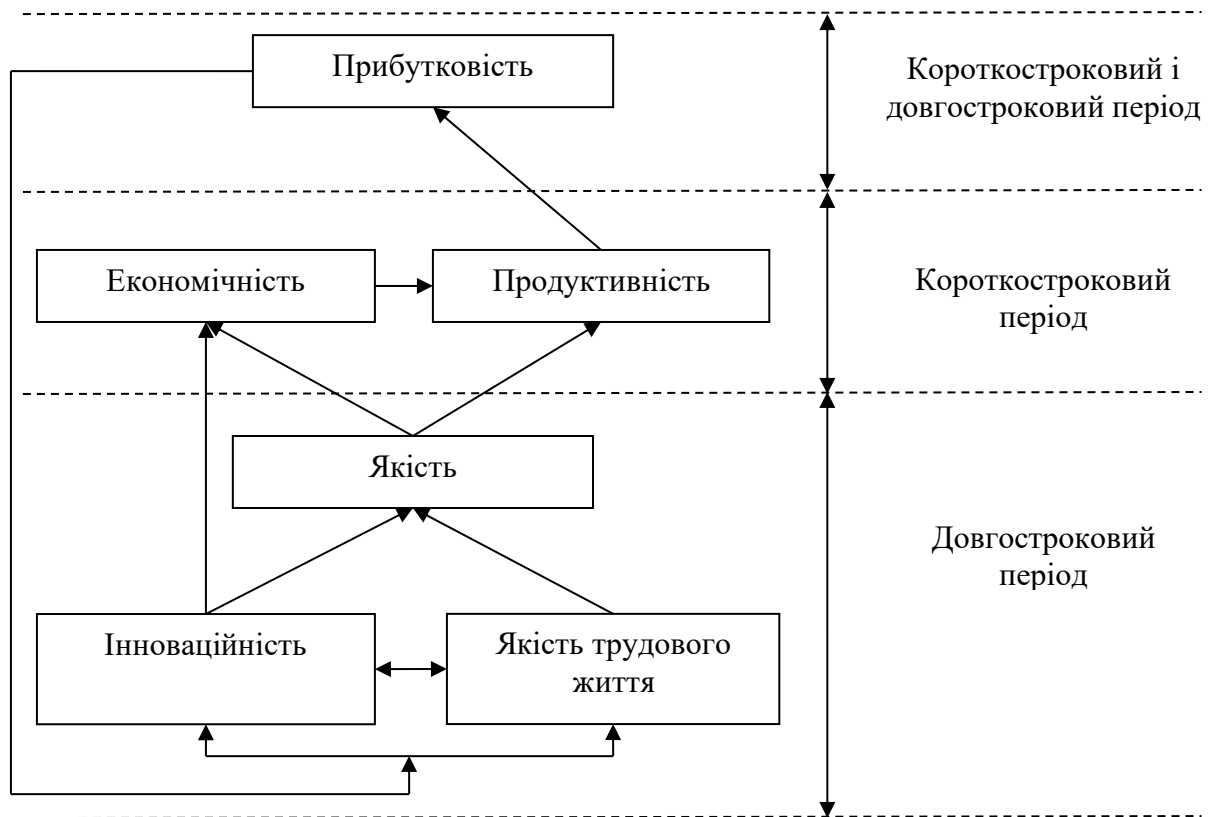 Прибутковість
Короткостроковий і
довгостроковий період
Економічність
Продуктивність
Короткостроковий
період
Якість
Довгостроковий
період
Інноваційність
Якість трудового
життя